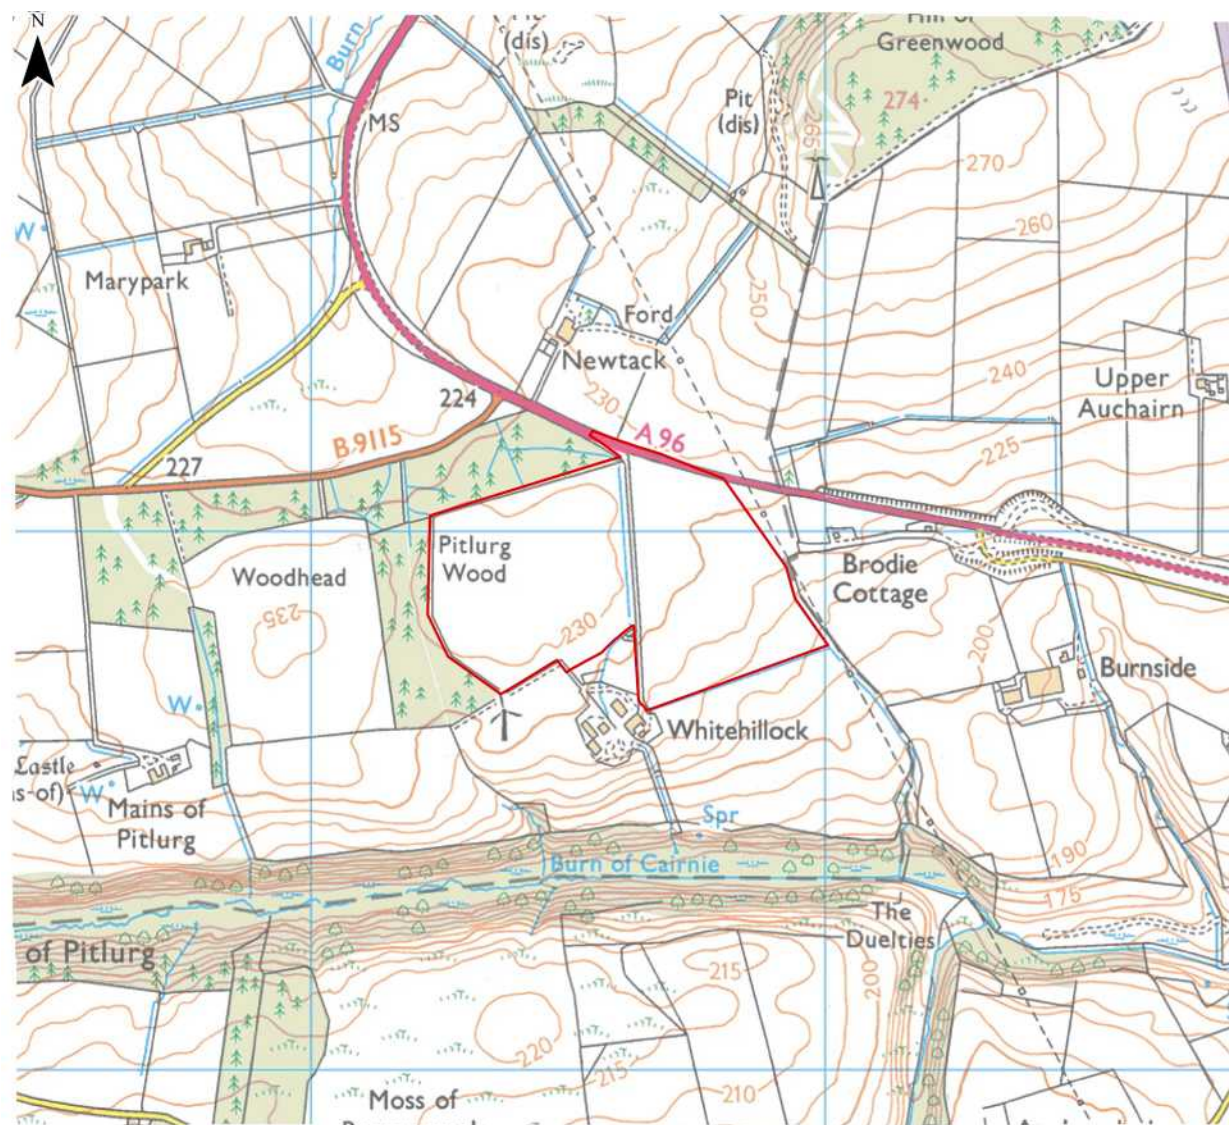 N
Burn
(dis)
Hill of
Greenwood
MS
Pit
(dis)
274
265
270
W
260
Marypark
250
Ford
Newtack
240
Upper
Auchairn
230
224
A 96
B 9115
225
227
Pitlurg
Wood
Woodhead
Brodie
Cottage
235
230
200
Burnside
W
Whitehillock
Castle
W
Mains of
Pitlurg
Spr
Burn of Cairnie
190
175
The
Duelties
of Pitlurg
215
200
220
215
210
Moss of